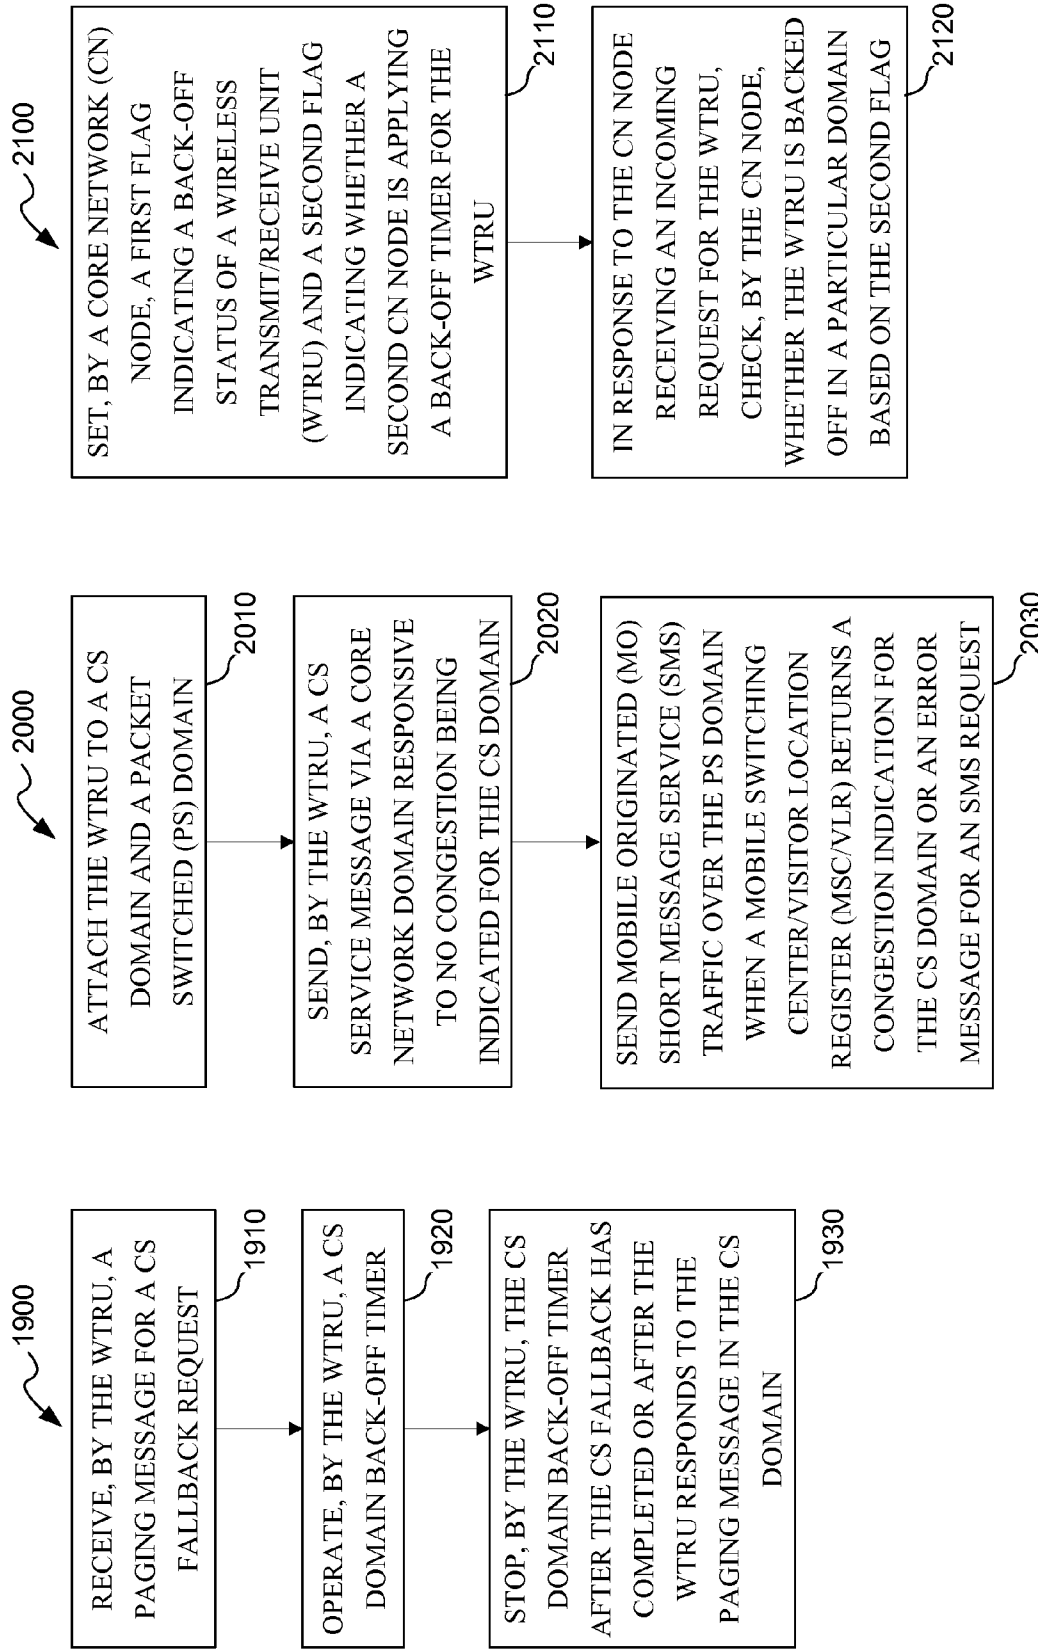 1900
RECEIVE, BY THE WTRU, A
PAGING MESSAGE FOR A CS
FALLBACK REQUEST
1910
OPERATE, BY THE WTRU, A CS
DOMAIN BACK-OFF TIMER
1920
STOP, BY THE WTRU, THE CS
DOMAIN BACK-OFF TIMER
AFTER THE CS FALLBACK HAS
COMPLETED OR AFTER THE
WTRU RESPONDS TO THE
PAGING MESSAGE IN THE CS
DOMAIN
1930
2000
ATTACH THE WTRU TO A CS
DOMAIN AND A PACKET
SWITCHED (PS) DOMAIN
2010
SEND, BY THE WTRU, A CS
SERVICE MESSAGE VIA A CORE
NETWORK DOMAIN RESPONSIVE
TO NO CONGESTION BEING
INDICATED FOR THE CS DOMAIN
2020
SEND MOBILE ORIGINATED (MO)
SHORT MESSAGE SERVICE (SMS)
TRAFFIC OVER THE PS DOMAIN
WHEN A MOBILE SWITCHING
CENTER/VISITOR LOCATION
REGISTER (MSC/VLR) RETURNS A
CONGESTION INDICATION FOR
THE CS DOMAIN OR AN ERROR
MESSAGE FOR AN SMS REQUEST
2030
2100
SET, BY A CORE NETWORK (CN)
NODE, A FIRST FLAG
INDICATING A BACK-OFF
STATUS OF A WIRELESS
TRANSMIT/RECEIVE UNIT
(WTRU) AND A SECOND FLAG
INDICATING WHETHER A
SECOND CN NODE IS APPLYING
A BACK-OFF TIMER FOR THE
WTRU
2110
IN RESPONSE TO THE CN NODE
RECEIVING AN INCOMING
REQUEST FOR THE WTRU,
CHECK, BY THE CN NODE,
WHETHER THE WTRU IS BACKED
OFF IN A PARTICULAR DOMAIN
BASED ON THE SECOND FLAG
2120